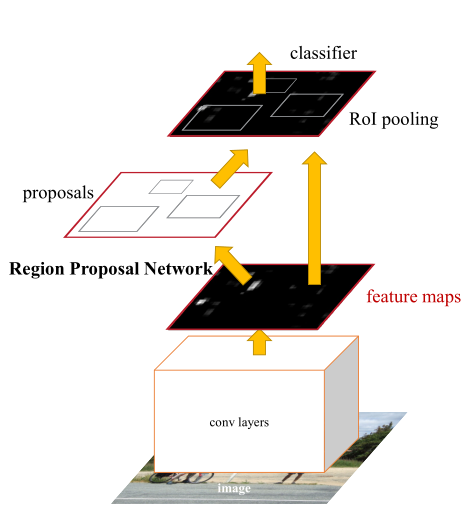 classifier
RoI pooling
proposals
Region Proposal Network
feature maps
conv layers
image